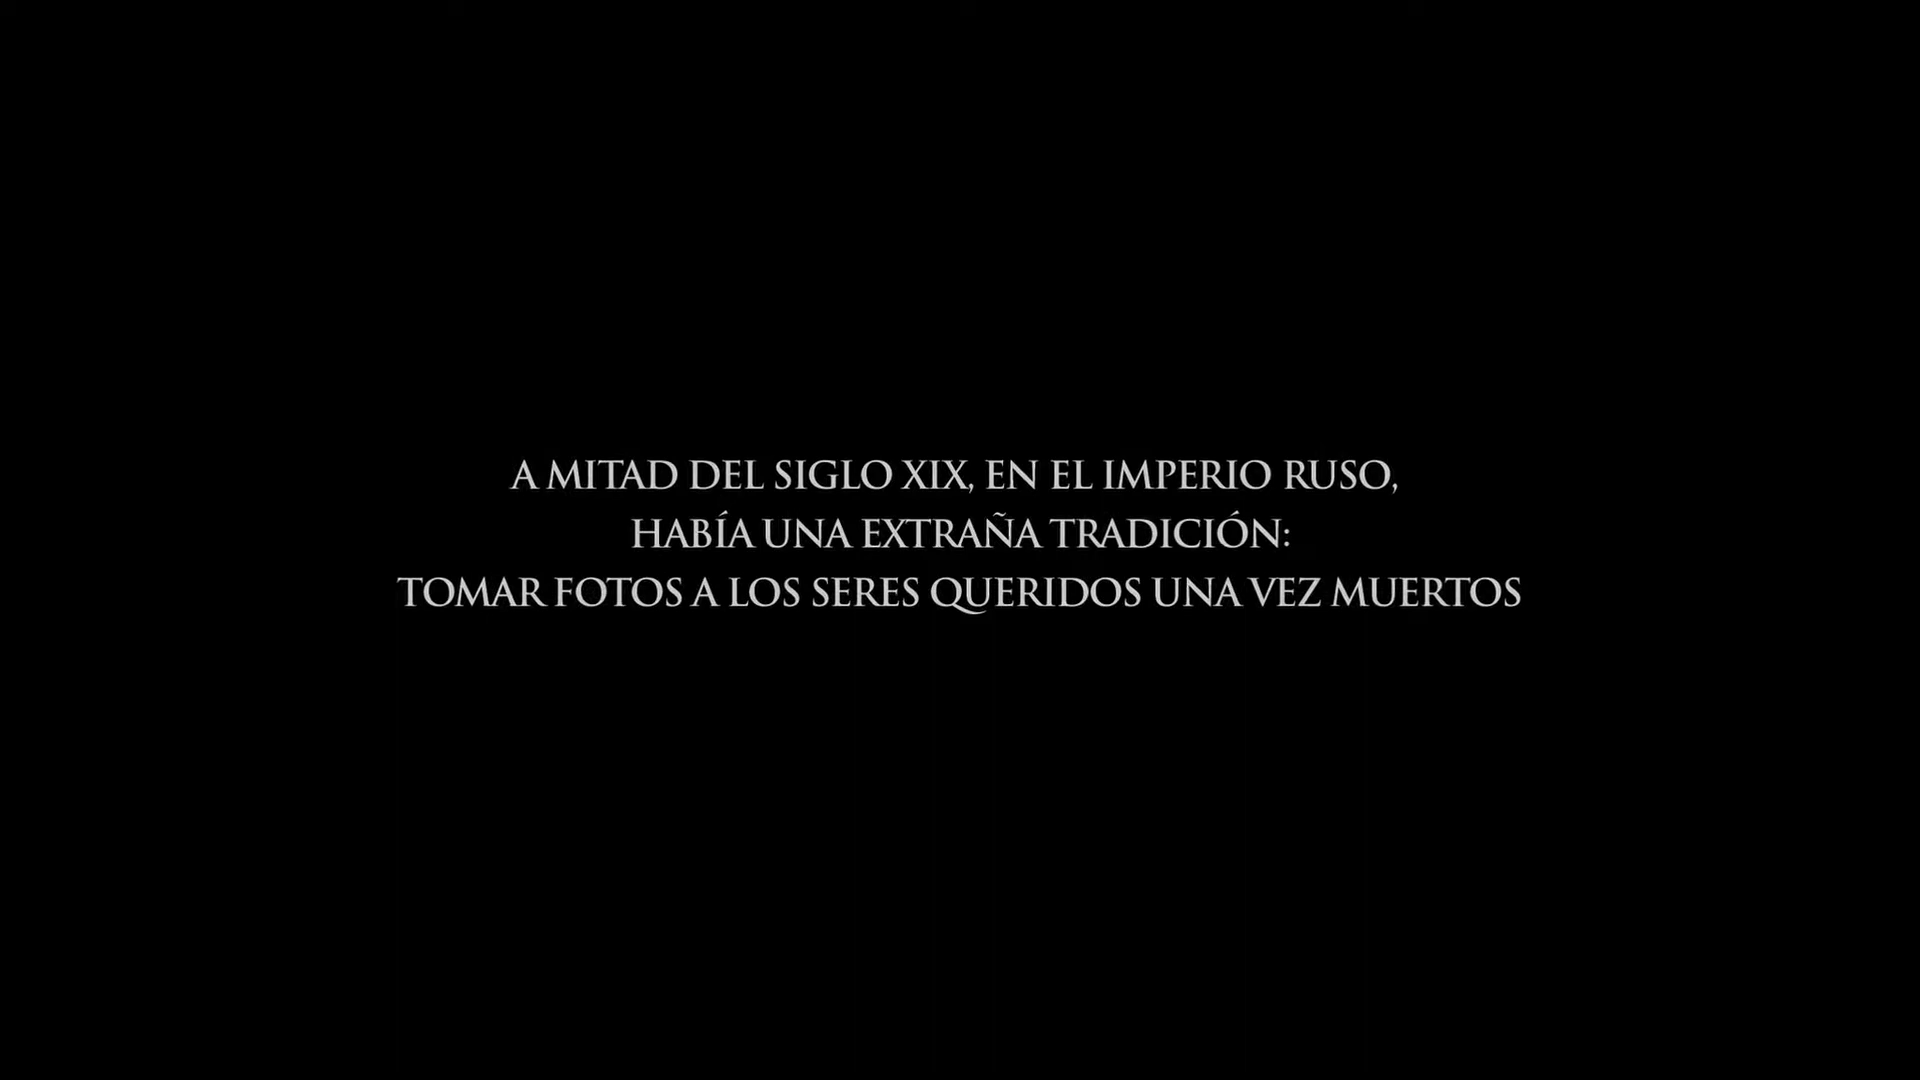 A MITAD DEL SIGLO XIX, EN EL IMPERIO RUSO,
HABÍA UNA EXTRAÑA TRADICIÓN:
TOMAR FOTOS A LOS SERES QUERIDOS UNA VEZ MUERTOS